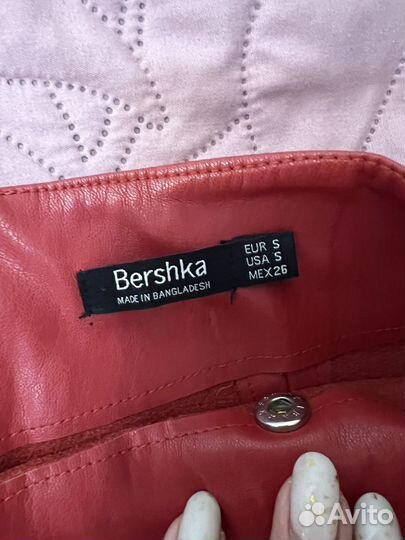 Bershka
MADE IN BANGLADESH
EUR S
USA S
MEX 26
Avito